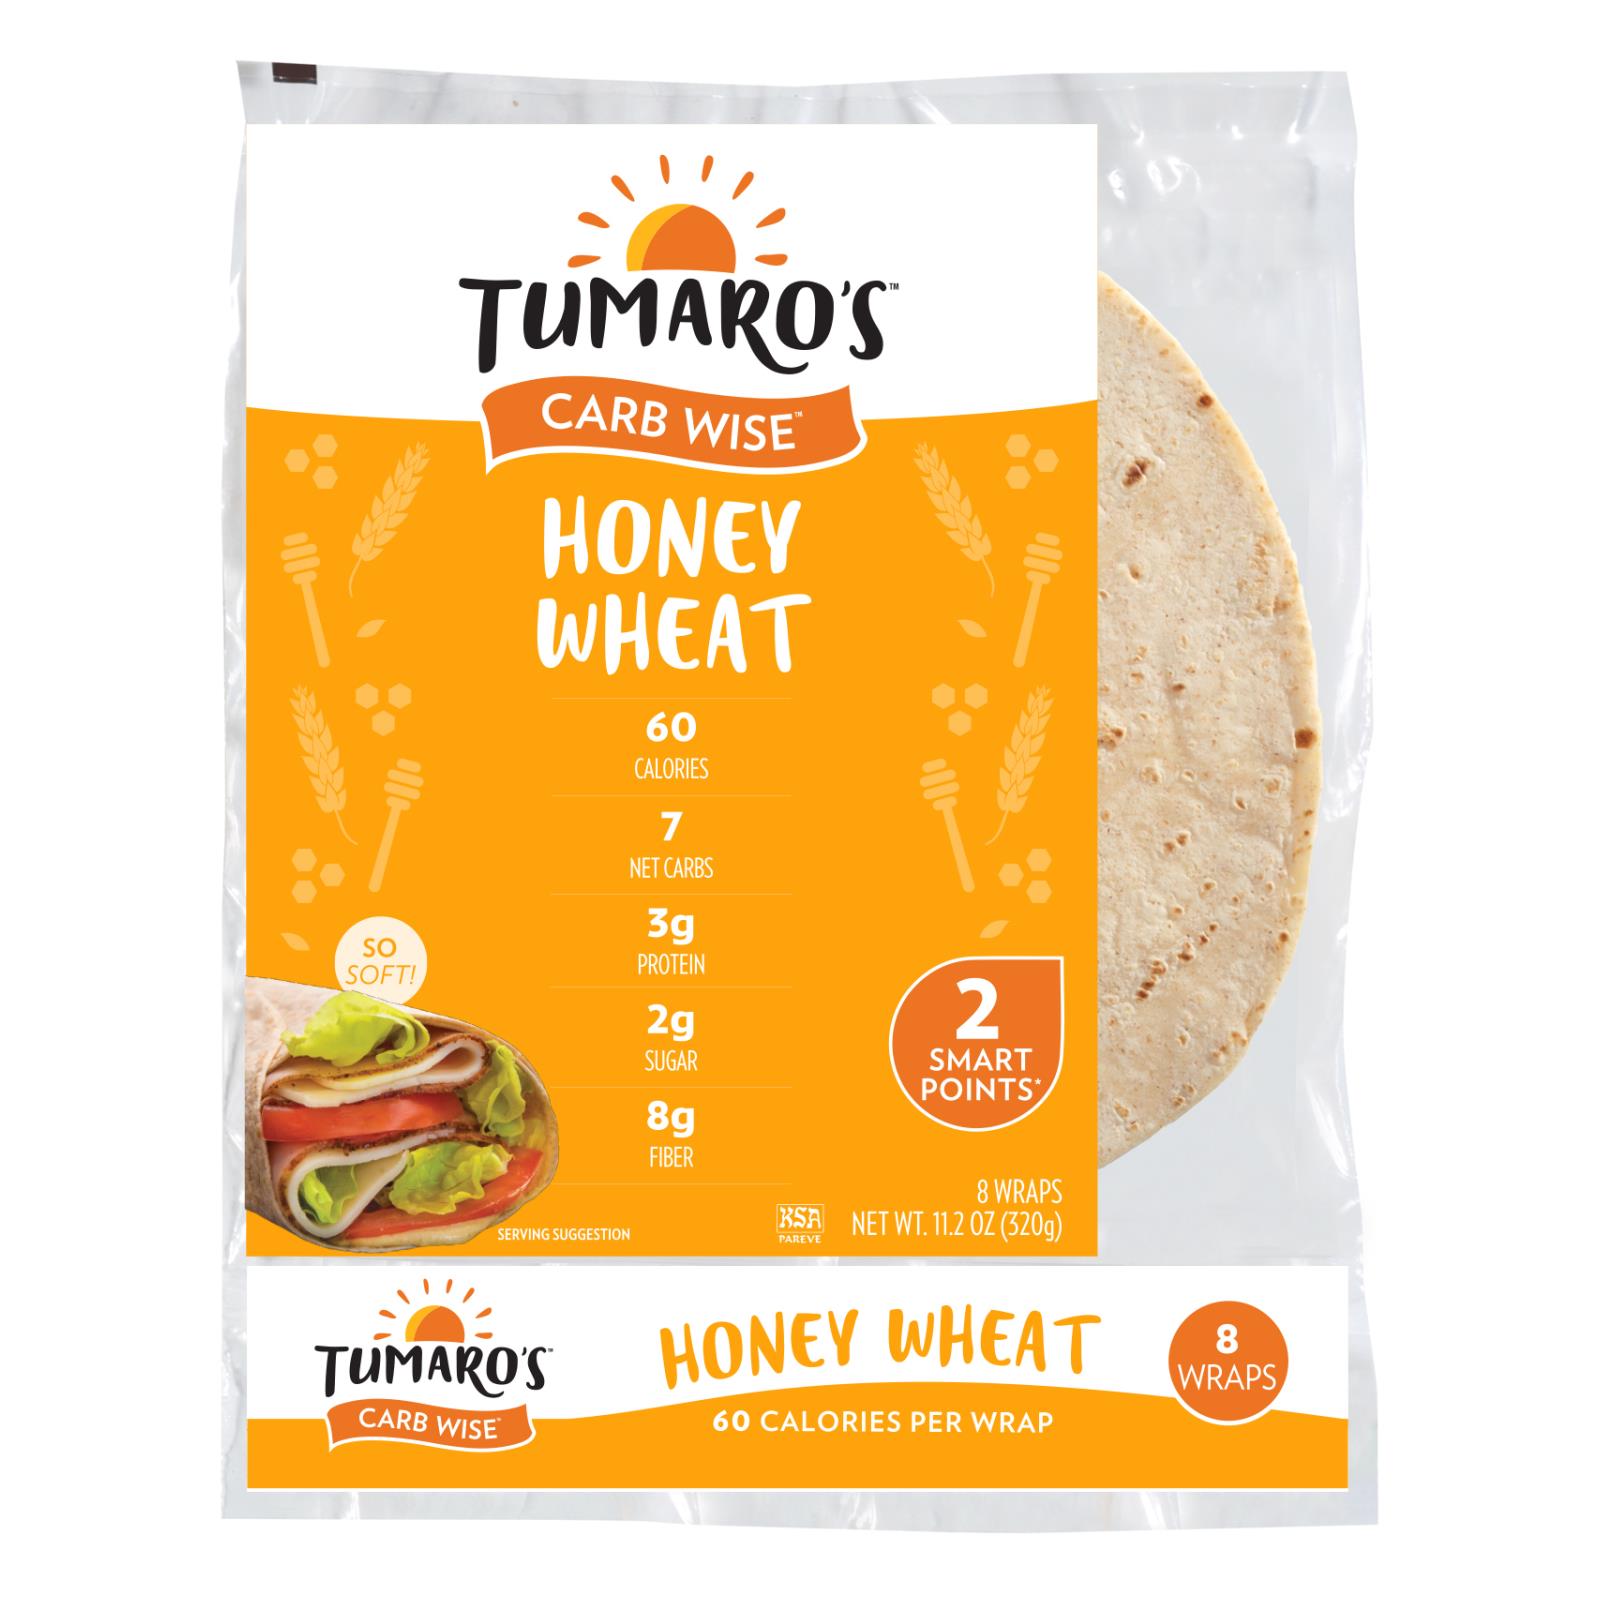 TUMARO'S™
CARB WISE™
HONEY
WHEAT
60
CALORIES
7
NET CARBS
3g
PROTEIN
2g
SUGAR
8g
FIBER
SO
SOFT!
2
SMART
POINTS*
SERVING SUGGESTION
KSA
PAREVE
8 WRAPS
NET WT. 11.2 OZ (320g)
TUMARO'S™
CARB WISE™
HONEY WHEAT
60 CALORIES PER WRAP
8
WRAPS